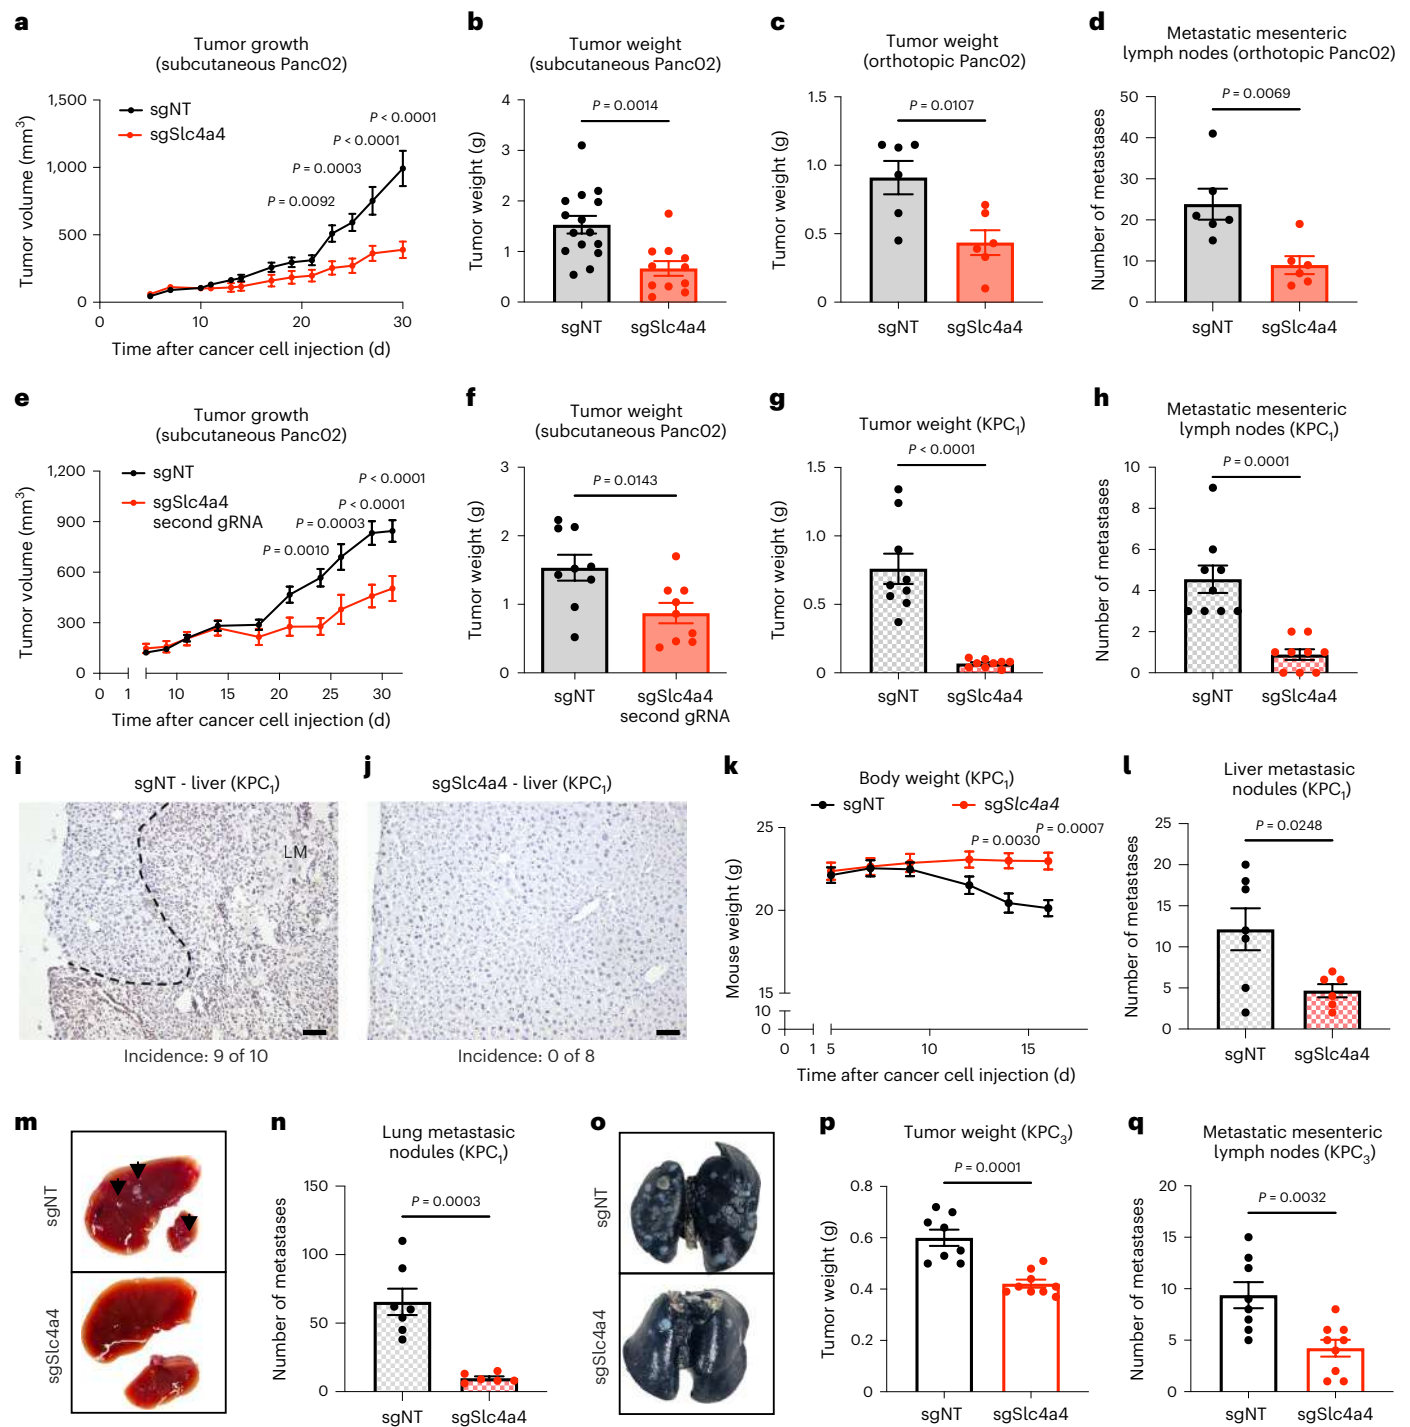 a
Tumor growth
(subcutaneous Panc02)
sgNT
sgSlc4a4
P < 0.0001
P < 0.0001
P = 0.0003
P = 0.0092
Tumor volume (mm³)
1,500
1,000
500
0
0 10 20 30
Time after cancer cell injection (d)
b
Tumor weight
(subcutaneous Panc02)
P = 0.0014
Tumor weight (g)
4
3
2
1
0
sgNT sgSlc4a4
c
Tumor weight
(orthotopic Panc02)
P = 0.0107
Tumor weight (g)
1.5
1.0
0.5
0
sgNT sgSlc4a4
d
Metastatic mesenteric
lymph nodes (orthotopic Panc02)
P = 0.0069
Number of metastases
50
40
30
20
10
0
sgNT sgSlc4a4
e
Tumor growth
(subcutaneous Panc02)
sgNT
sgSlc4a4
second gRNA
P < 0.0001
P < 0.0001
P = 0.0003
P = 0.0010
Tumor volume (mm³)
1,200
900
600
300
0
0 1 10 15 20 25 30
Time after cancer cell injection (d)
f
Tumor weight
(subcutaneous Panc02)
P = 0.0143
Tumor weight (g)
3
2
1
0
sgNT sgSlc4a4
second gRNA
g
Tumor weight (KPC₁)
P < 0.0001
Tumor weight (g)
1.5
1.0
0.5
0
sgNT sgSlc4a4
h
Metastatic mesenteric
lymph nodes (KPC₁)
P = 0.0001
Number of metastases
10
8
6
4
2
0
sgNT sgSlc4a4
i
sgNT - liver (KPC₁)
LM
Incidence: 9 of 10
j
sgSlc4a4 - liver (KPC₁)
Incidence: 0 of 8
k
Body weight (KPC₁)
sgNT sgSlc4a4
P = 0.0007
P = 0.0030
Mouse weight (g)
25
20
15
10
0
0 1 5 10 15
Time after cancer cell injection (d)
l
Liver metastasic
nodules (KPC₁)
P = 0.0248
Number of metastases
25
20
15
10
5
0
sgNT sgSlc4a4
m
sgNT
sgSlc4a4
n
Lung metastasic
nodules (KPC₁)
P = 0.0003
Number of metastases
150
100
50
0
sgNT sgSlc4a4
o
sgNT
sgSlc4a4
p
Tumor weight (KPC₃)
P = 0.0001
Tumor weight (g)
0.8
0.6
0.4
0.2
0
sgNT sgSlc4a4
q
Metastatic mesenteric
lymph nodes (KPC₃)
P = 0.0032
Number of metastases
20
15
10
5
0
sgNT sgSlc4a4